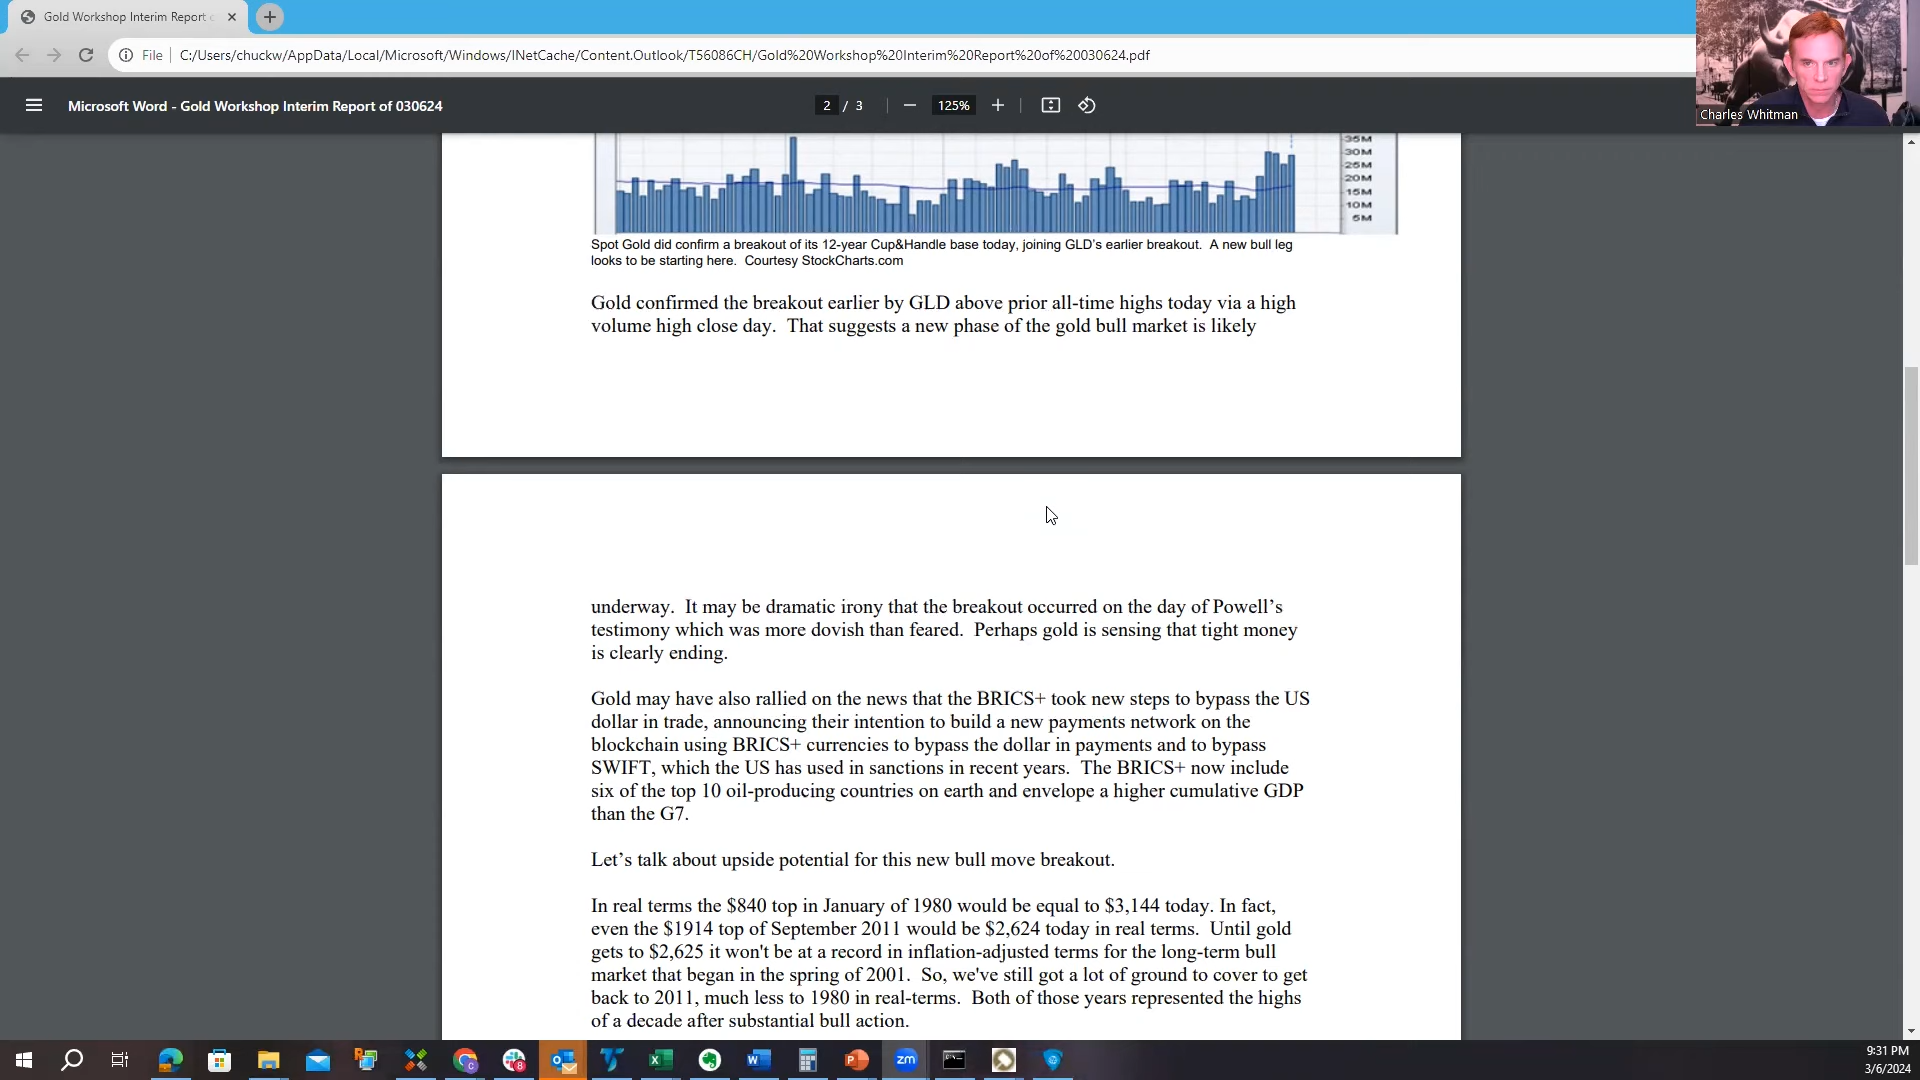 Gold Workshop Interim Report o
File C:/Users/chuckw/AppData/Local/Microsoft/Windows/INetCache/Content.Outlook/T56086CH/Gold%20Workshop%20Interim%20Report%20of%20030624.pdf
Microsoft Word - Gold Workshop Interim Report of 030624
2 / 3
125%
Charles Whitman
35M
30M
25M
20M
15M
10M
5M
Spot Gold did confirm a breakout of its 12-year Cup&Handle base today, joining GLD's earlier breakout.  A new bull leg
looks to be starting here.  Courtesy StockCharts.com
Gold confirmed the breakout earlier by GLD above prior all-time highs today via a high
volume high close day.  That suggests a new phase of the gold bull market is likely
underway.  It may be dramatic irony that the breakout occurred on the day of Powell's
testimony which was more dovish than feared.  Perhaps gold is sensing that tight money
is clearly ending.
Gold may have also rallied on the news that the BRICS+ took new steps to bypass the US
dollar in trade, announcing their intention to build a new payments network on the
blockchain using BRICS+ currencies to bypass the dollar in payments and to bypass
SWIFT, which the US has used in sanctions in recent years.  The BRICS+ now include
six of the top 10 oil-producing countries on earth and envelope a higher cumulative GDP
than the G7.
Let's talk about upside potential for this new bull move breakout.
In real terms the $840 top in January of 1980 would be equal to $3,144 today. In fact,
even the $1914 top of September 2011 would be $2,624 today in real terms.  Until gold
gets to $2,625 it won't be at a record in inflation-adjusted terms for the long-term bull
market that began in the spring of 2001.  So, we've still got a lot of ground to cover to get
back to 2011, much less to 1980 in real-terms.  Both of those years represented the highs
of a decade after substantial bull action.
zm
9:31 PM
3/6/2024